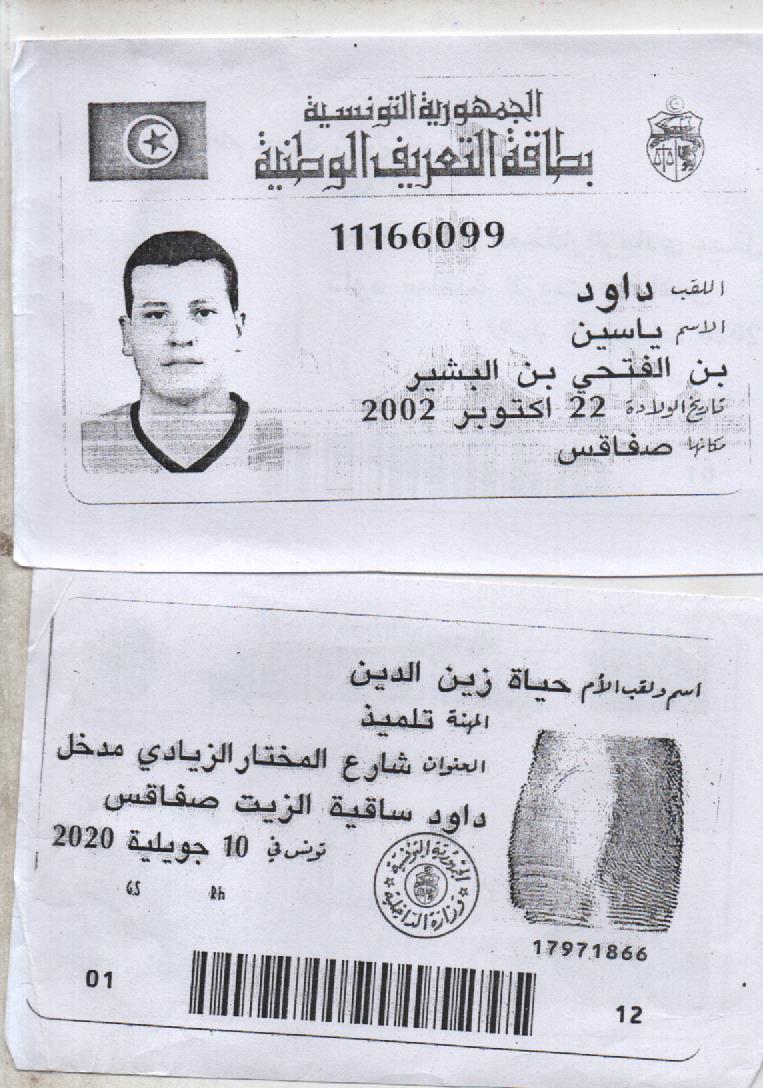 الجمهورية التونسية
بطاقة التعريف الوطنية
11166099
اللقب داود
الاسم ياسين
بن الفتحي بن البشير
تاريخ الولادة 22 اكتوبر 2002
مكانها صفاقس
اسم ولقب الأم حياة زين الدين
المهنة تلميذ
العنوان شارع المختار الزيادي مدخل
داود ساقية الزيت صفاقس
تونس في 10 جويلية 2020
GS Rh
الجمهورية التونسية
وزارة الداخلية
17971866
01
12